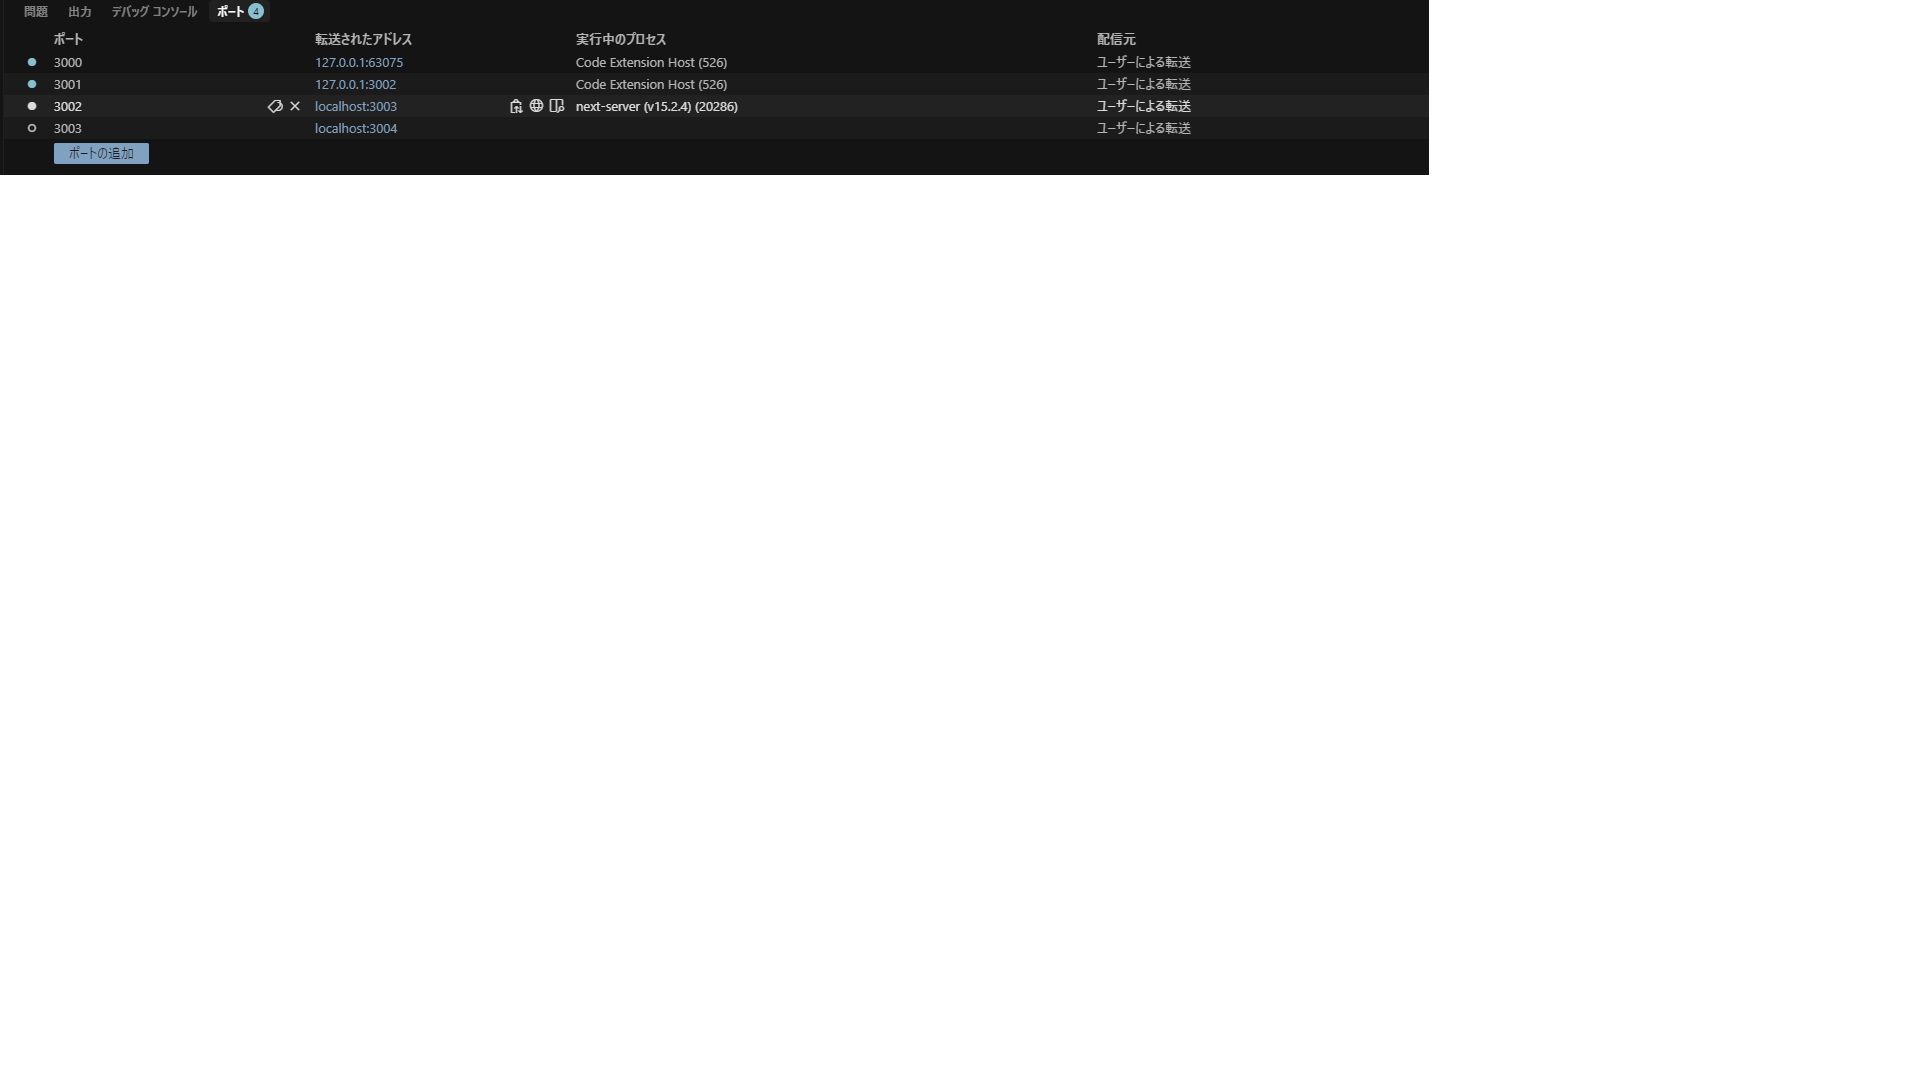 問題 出力 デバッグ コンソール ポート 4
ポート 転送されたアドレス 実行中のプロセス 配信元
3000 127.0.0.1:63075 Code Extension Host (526) ユーザーによる転送
3001 127.0.0.1:3002 Code Extension Host (526) ユーザーによる転送
3002 localhost:3003 next-server (v15.2.4) (20286) ユーザーによる転送
3003 localhost:3004 ユーザーによる転送
ポートの追加